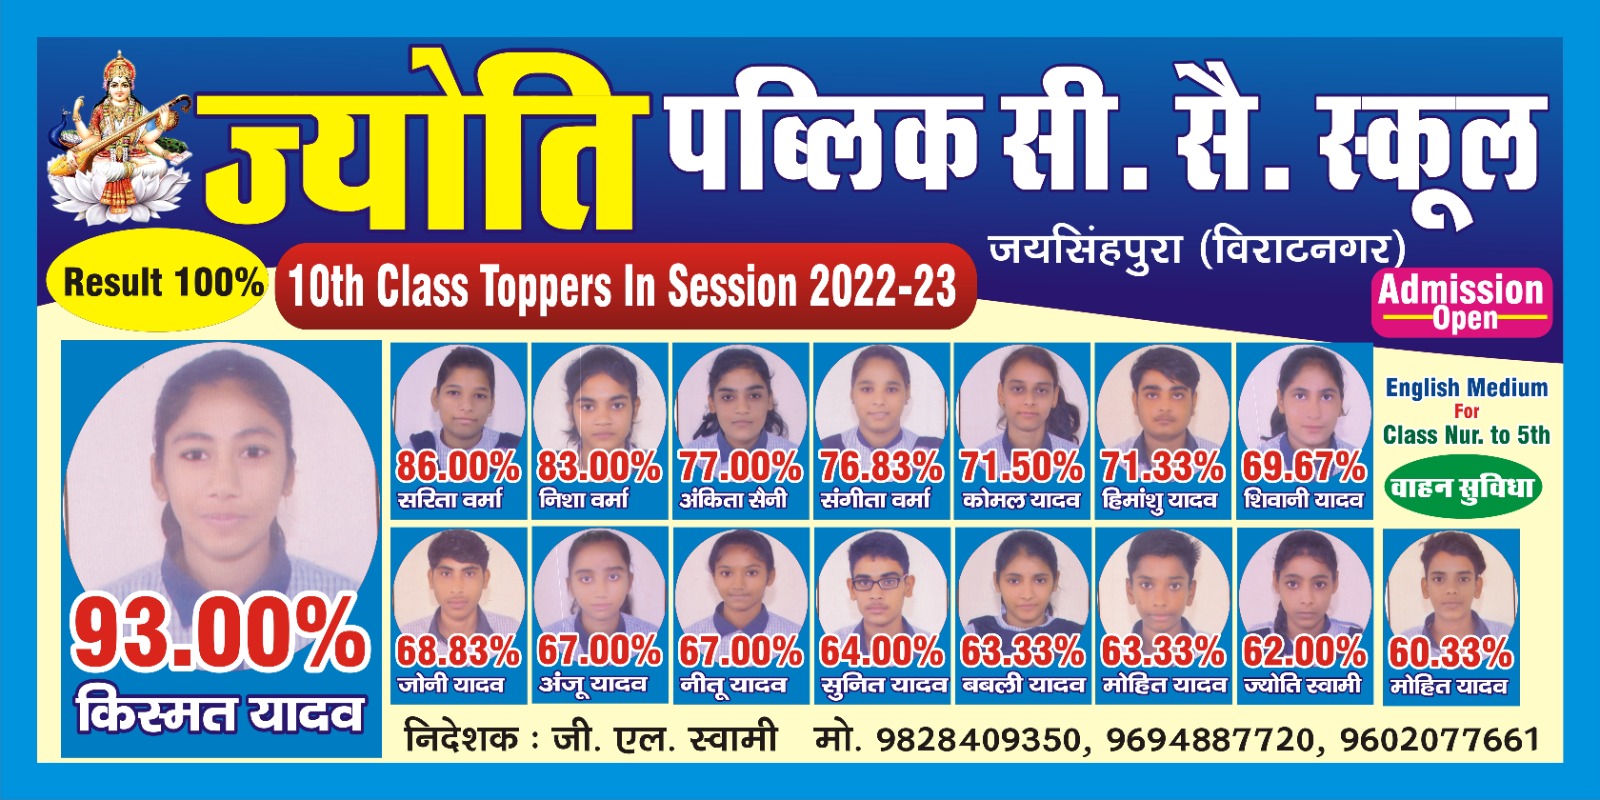 ज्योति पब्लिक सी. सै. स्कूल
जयसिंहपुरा (विराटनगर)
Result 100%
10th Class Toppers In Session 2022-23
Admission
Open
93.00%
किस्मत यादव
86.00%
सरिता वर्मा
83.00%
निशा वर्मा
77.00%
अंकिता सैनी
76.83%
संगीता वर्मा
71.50%
कोमल यादव
71.33%
हिमांशु यादव
69.67%
शिवानी यादव
English Medium
For
Class Nur. to 5th
वाहन सुविधा
68.83%
जोनी यादव
67.00%
अंजू यादव
67.00%
नीतू यादव
64.00%
सुनित यादव
63.33%
बबली यादव
63.33%
मोहित यादव
62.00%
ज्योति स्वामी
60.33%
मोहित यादव
निदेशक : जी. एल. स्वामी मो. 9828409350, 9694887720, 9602077661